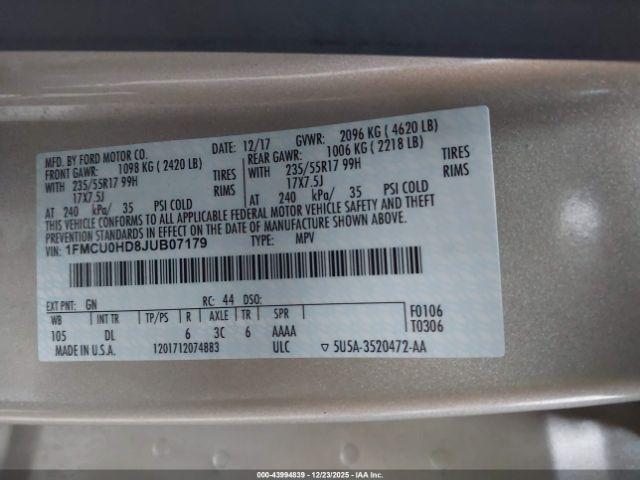 MFD. BY FORD MOTOR CO. DATE: 12/17 GVWR: 2096 KG ( 4620 LB)
FRONT GAWR: 1098 KG ( 2420 LB) REAR GAWR: 1006 KG ( 2218 LB)
WITH 235/55R17 99H TIRES WITH 235/55R17 99H TIRES
17X7.5J RIMS 17X7.5J RIMS
AT 240 kPa/ 35 PSI COLD AT 240 kPa/ 35 PSI COLD
THIS VEHICLE CONFORMS TO ALL APPLICABLE FEDERAL MOTOR VEHICLE SAFETY AND THEFT
PREVENTION STANDARDS IN EFFECT ON THE DATE OF MANUFACTURE SHOWN ABOVE.
VIN: 1FMCU0HD8JUB07179 TYPE: MPV
EXT PNT: GN RC: 44 DSO:
WB INT TR TP/PS R AXLE TR SPR F0106
105 DL 6 3C 6 AAAA T0306
MADE IN U.S.A. 1201712074883 ULC ▽ 5U5A-3520472-AA
000-43994839 • 12/23/2025 • IAA Inc.